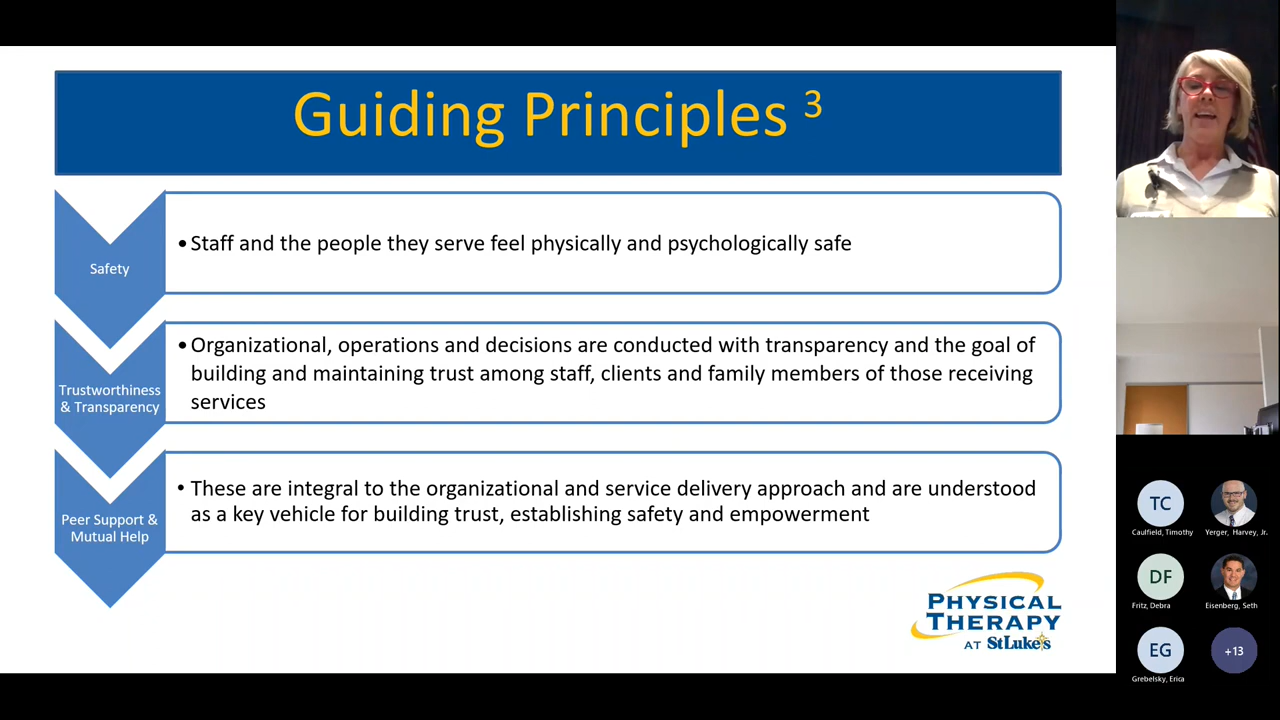 Guiding Principles 3
Safety
•Staff and the people they serve feel physically and psychologically safe
Trustworthiness
& Transparency
•Organizational, operations and decisions are conducted with transparency and the goal of
building and maintaining trust among staff, clients and family members of those receiving
services
Peer Support &
Mutual Help
• These are integral to the organizational and service delivery approach and are understood
as a key vehicle for building trust, establishing safety and empowerment
PHYSICAL
THERAPY
AT StLuke's
TC
Caulfield, Timothy
Yerger, Harvey, Jr.
DF
Fritz, Debra
Eisenberg, Seth
EG
Grebelsky, Erica
+13